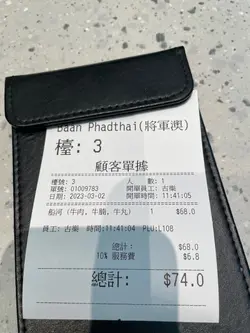 Baan Phadthai(將軍澳)
檯: 3
顧客單據
檯號: 3 人 數: 1
單號: 01009783 開單員工: 古樂
日期: 2023-03-02 開單時間: 11:41:05
船河 (牛肉, 牛腩, 牛丸) 1 $68.0
員工: 古樂 時間:11:41:04 PLU:L108
總計: $68.0
10% 服務費 $6.8
總計: $74.0